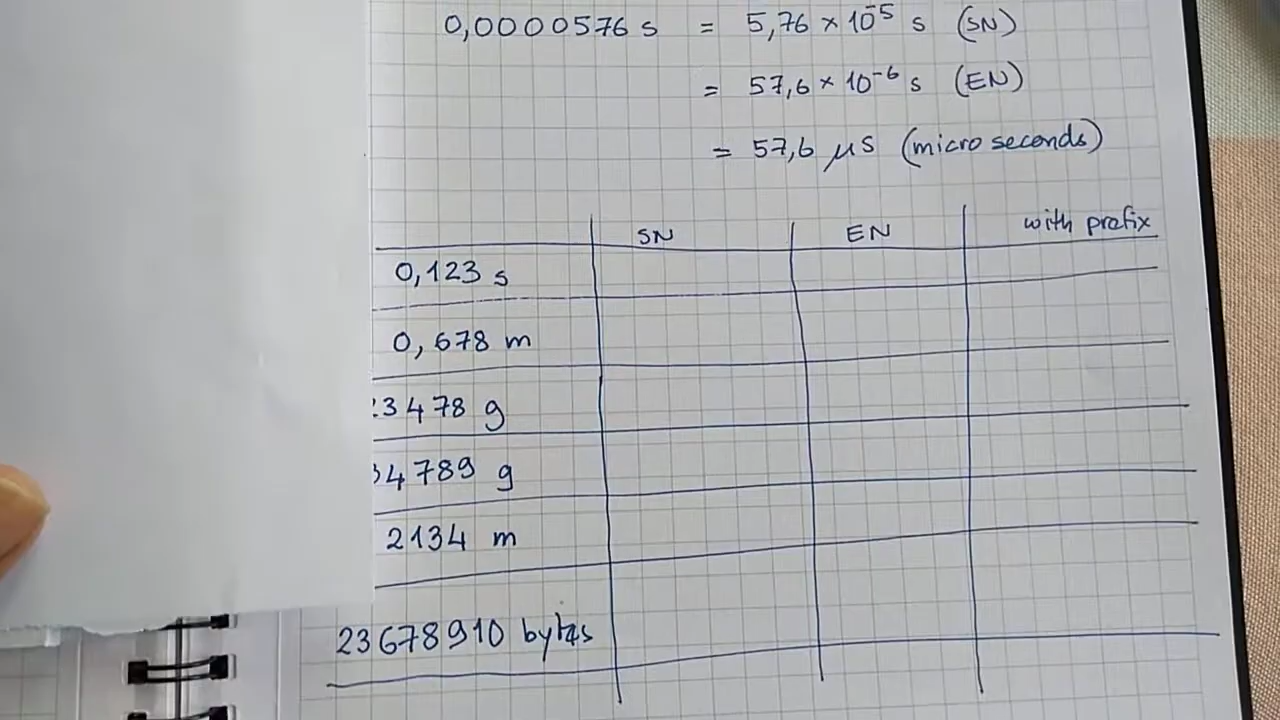 0,0000576 s = 5,76 × 10⁻⁵ s (SN)
= 57,6 × 10⁻⁶ s (EN)
= 57,6 μs (micro seconds)
SN EN with prefix
0,123 s
0,678 m
3478 g
4789 g
2134 m
23678910 bytes